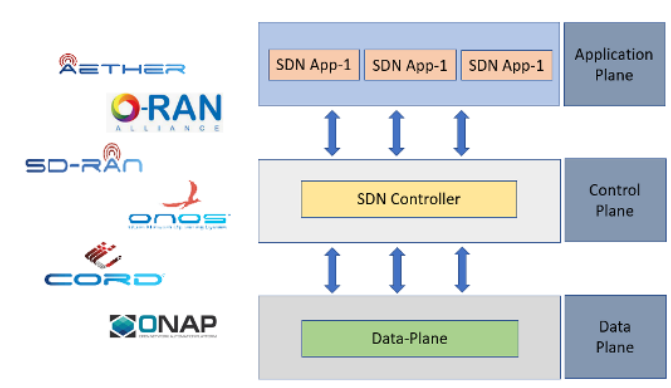 AETHER
O-RAN
ALLIANCE
SD-RAN
onos
CORD
ONAP
SDN App-1
SDN App-1
SDN App-1
Application
Plane
SDN Controller
Control
Plane
Data-Plane
Data
Plane